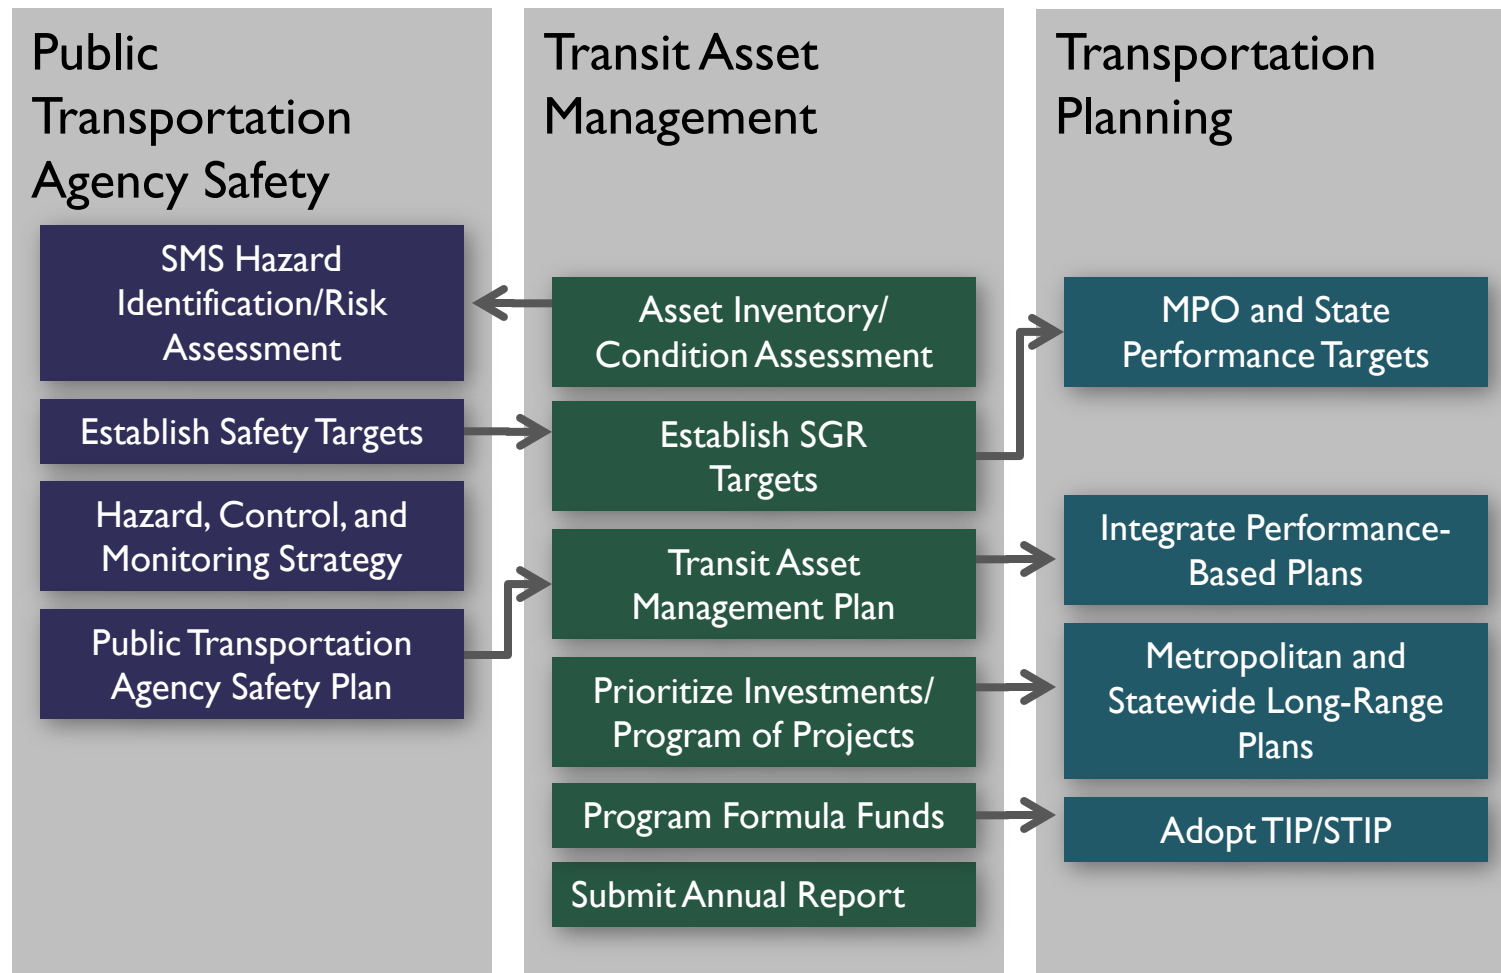 Public
Transportation
Agency Safety
SMS Hazard
Identification/Risk
Assessment
Establish Safety Targets
Hazard, Control, and
Monitoring Strategy
Public Transportation
Agency Safety Plan
Transit Asset
Management
Asset Inventory/
Condition Assessment
Establish SGR
Targets
Transit Asset
Management Plan
Prioritize Investments/
Program of Projects
Program Formula Funds
Submit Annual Report
Transportation
Planning
MPO and State
Performance Targets
Integrate Performance-
Based Plans
Metropolitan and
Statewide Long-Range
Plans
Adopt TIP/STIP